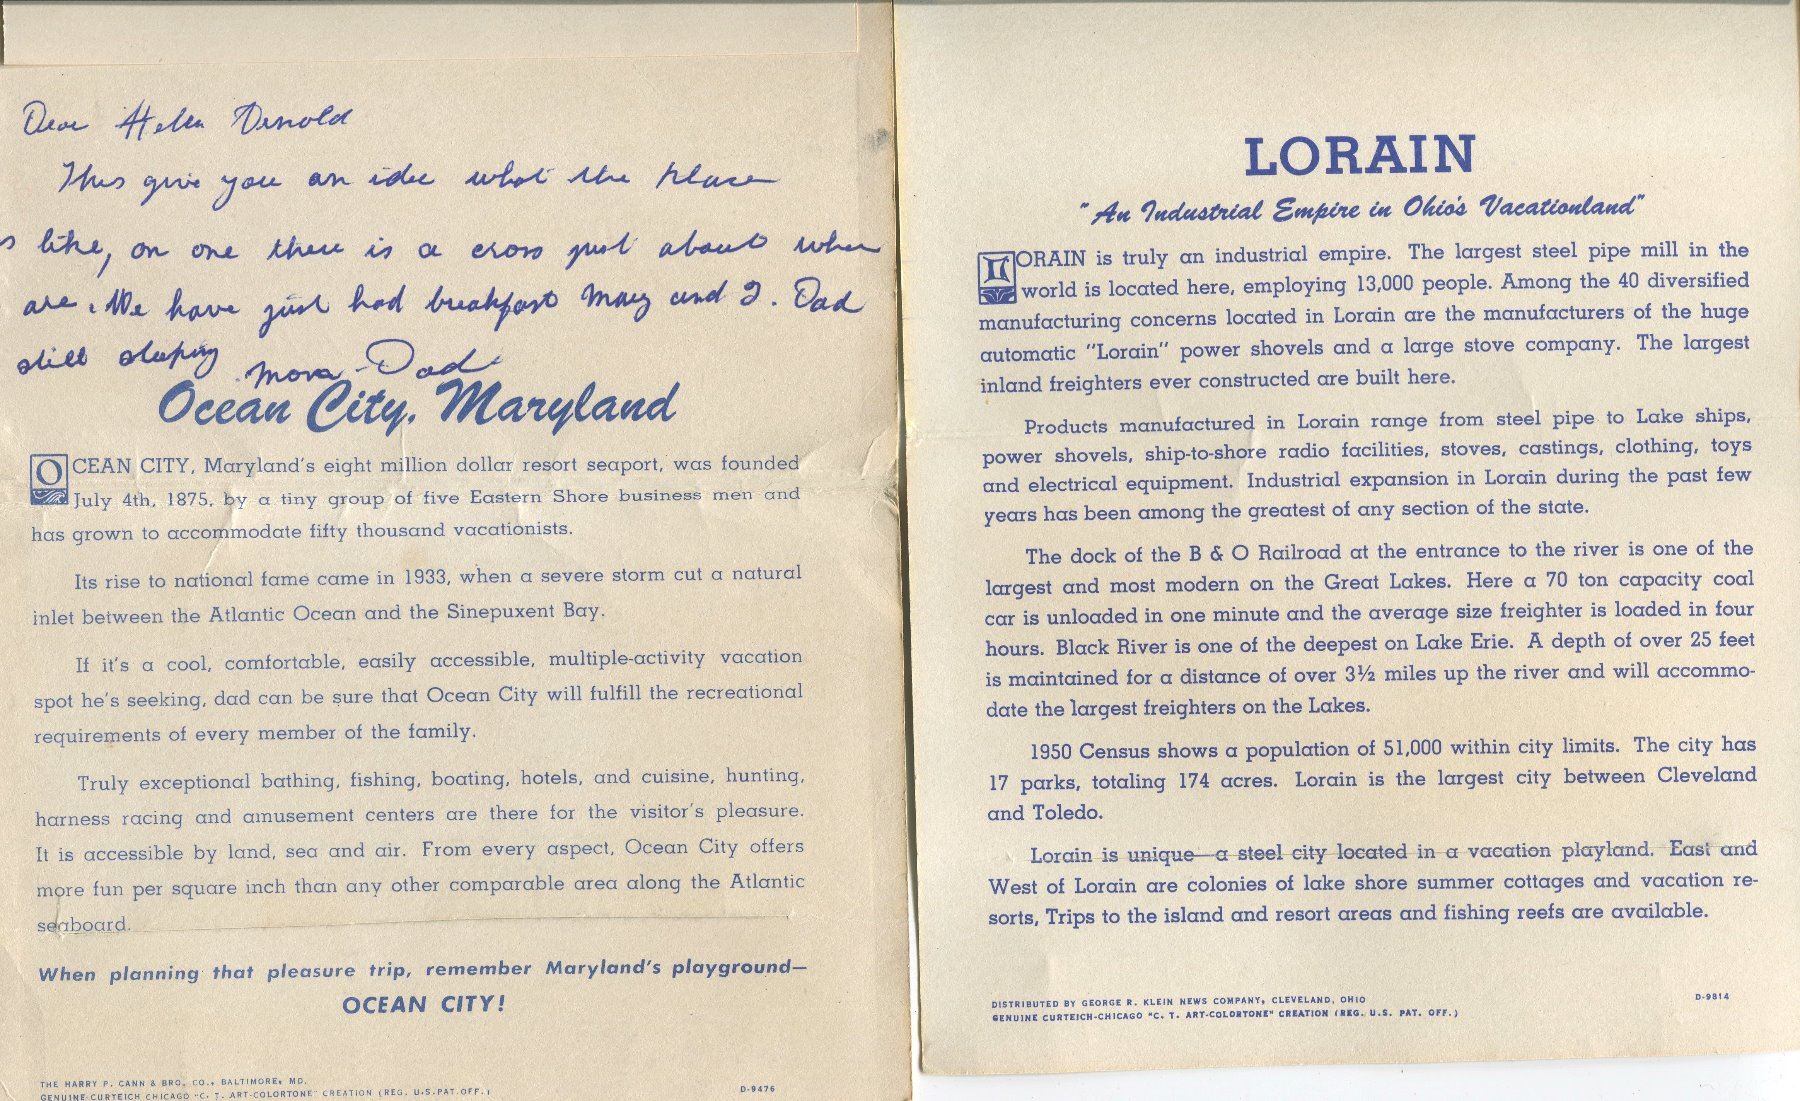 Dear Helen Arnold
This give you an idie what the place
s like, on one there is a cross just about wher
are. We have just had breakfast Mary and I. Dad
still sleeping
Mom - Dad
Ocean City, Maryland
OCEAN CITY, Maryland's eight million dollar resort seaport, was founded
July 4th, 1875, by a tiny group of five Eastern Shore business men and
has grown to accommodate fifty thousand vacationists.
Its rise to national fame came in 1933, when a severe storm cut a natural
inlet between the Atlantic Ocean and the Sinepuxent Bay.
If it's a cool, comfortable, easily accessible, multiple-activity vacation
spot he's seeking, dad can be sure that Ocean City will fulfill the recreational
requirements of every member of the family.
Truly exceptional bathing, fishing, boating, hotels, and cuisine, hunting,
harness racing and amusement centers are there for the visitor's pleasure.
It is accessible by land, sea and air. From every aspect, Ocean City offers
more fun per square inch than any other comparable area along the Atlantic
seaboard.
When planning that pleasure trip, remember Maryland's playground—
OCEAN CITY!
THE HARRY P. CANN & BRO. CO., BALTIMORE, MD.
GENUINE CURTEICH CHICAGO "C. T. ART-COLORTONE" CREATION (REG. U.S.PAT.OFF.)
D-9476
LORAIN
"An Industrial Empire in Ohio's Vacationland"
LORAIN is truly an industrial empire. The largest steel pipe mill in the
world is located here, employing 13,000 people. Among the 40 diversified
manufacturing concerns located in Lorain are the manufacturers of the huge
automatic "Lorain" power shovels and a large stove company. The largest
inland freighters ever constructed are built here.
Products manufactured in Lorain range from steel pipe to Lake ships,
power shovels, ship-to-shore radio facilities, stoves, castings, clothing, toys
and electrical equipment. Industrial expansion in Lorain during the past few
years has been among the greatest of any section of the state.
The dock of the B & O Railroad at the entrance to the river is one of the
largest and most modern on the Great Lakes. Here a 70 ton capacity coal
car is unloaded in one minute and the average size freighter is loaded in four
hours. Black River is one of the deepest on Lake Erie. A depth of over 25 feet
is maintained for a distance of over 3½ miles up the river and will accommo-
date the largest freighters on the Lakes.
1950 Census shows a population of 51,000 within city limits. The city has
17 parks, totaling 174 acres. Lorain is the largest city between Cleveland
and Toledo.
Lorain is unique—a steel city located in a vacation playland. East and
West of Lorain are colonies of lake shore summer cottages and vacation re-
sorts, Trips to the island and resort areas and fishing reefs are available.
DISTRIBUTED BY GEORGE R. KLEIN NEWS COMPANY, CLEVELAND, OHIO
GENUINE CURTEICH-CHICAGO "C. T. ART-COLORTONE" CREATION (REG. U.S. PAT. OFF.)
D-9814